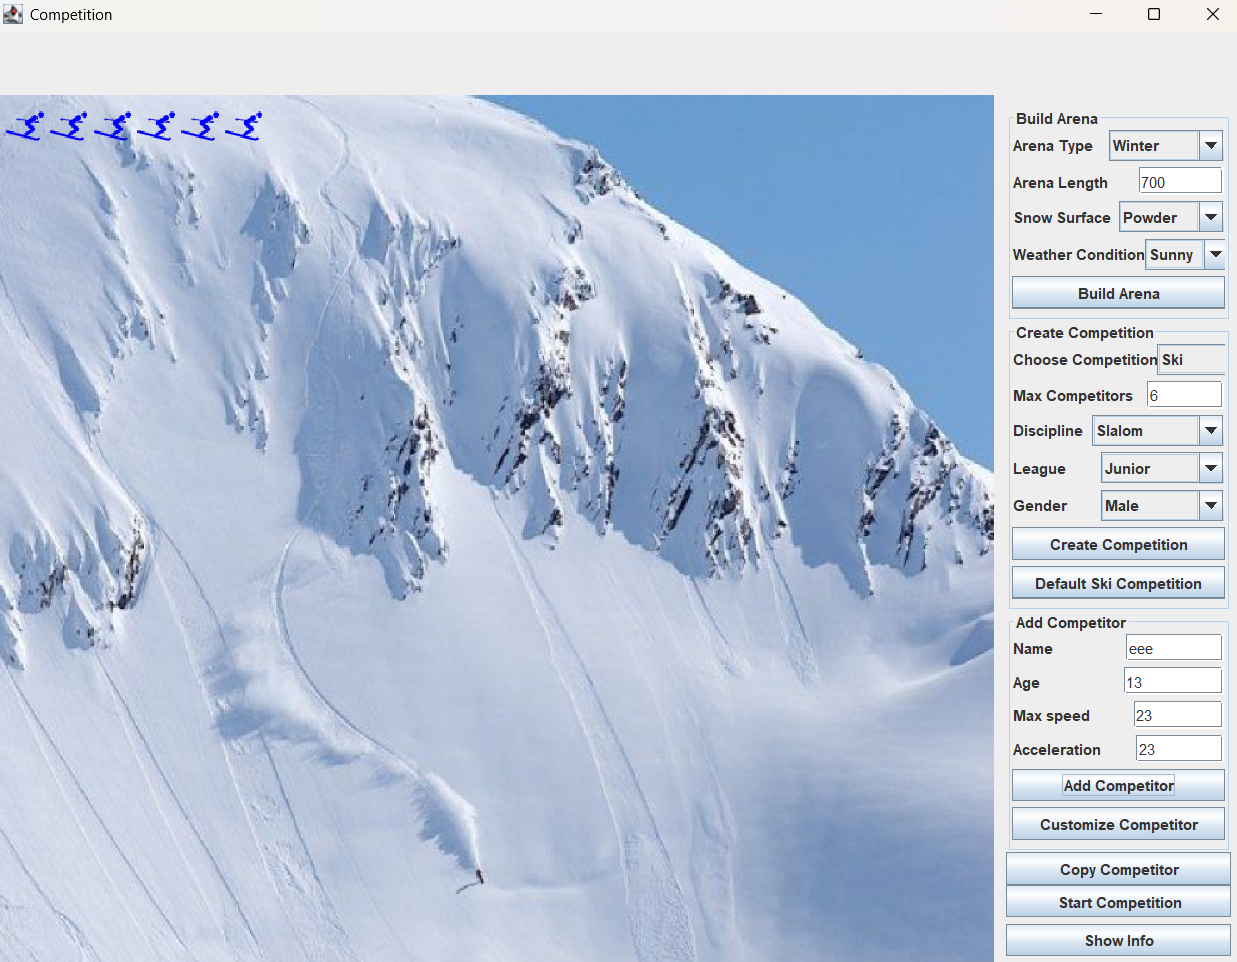 Competition
Build Arena
Arena Type Winter
Arena Length 700
Snow Surface Powder
Weather Condition Sunny
Build Arena
Create Competition
Choose Competition Ski
Max Competitors 6
Discipline Slalom
League Junior
Gender Male
Create Competition
Default Ski Competition
Add Competitor
Name eee
Age 13
Max speed 23
Acceleration 23
Add Competitor
Customize Competitor
Copy Competitor
Start Competition
Show Info